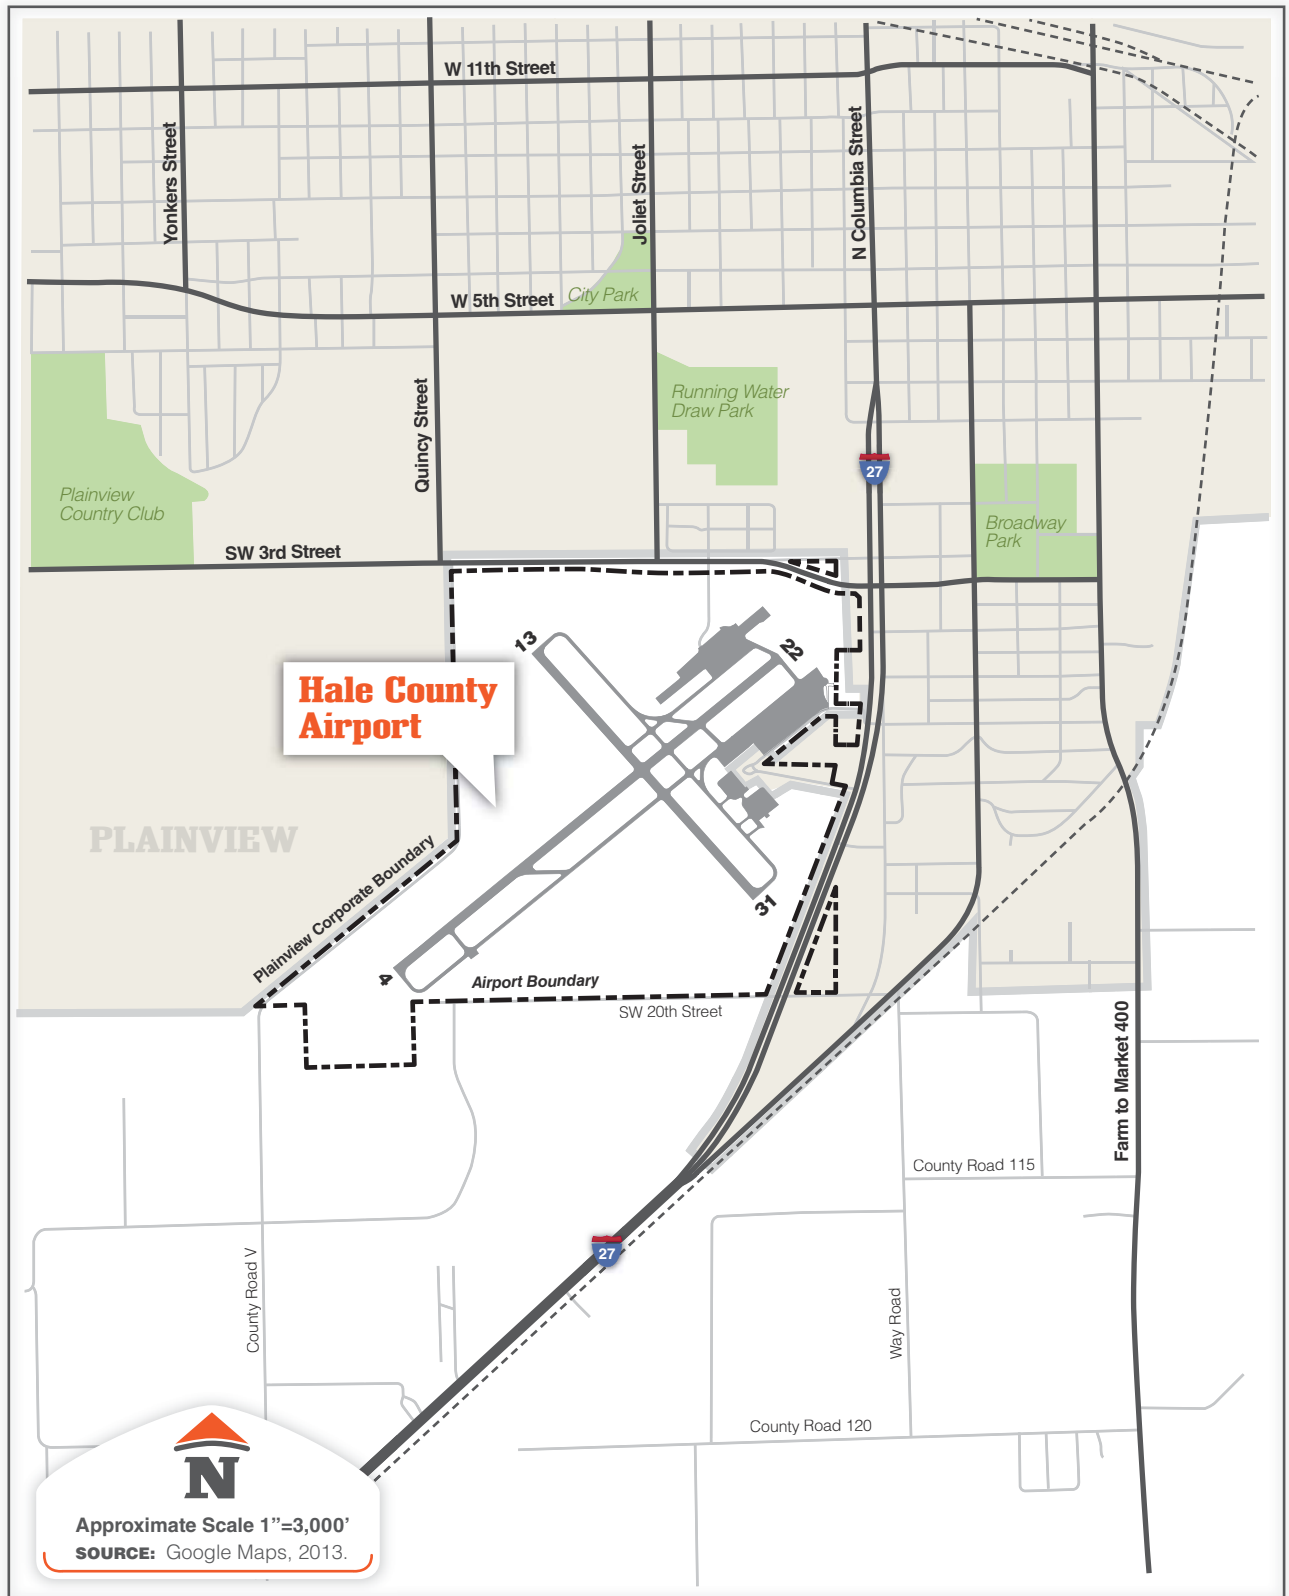 W 11th Street
Yonkers Street
Joliet Street
N Columbia Street
W 5th Street
City Park
Quincy Street
Running Water
Draw Park
27
Plainview
Country Club
Broadway
Park
SW 3rd Street
13
22
Hale County
Airport
PLAINVIEW
Plainview Corporate Boundary
31
4
Airport Boundary
SW 20th Street
Farm to Market 400
County Road 115
27
County Road V
Way Road
County Road 120
N
Approximate Scale 1”=3,000’
SOURCE: Google Maps, 2013.